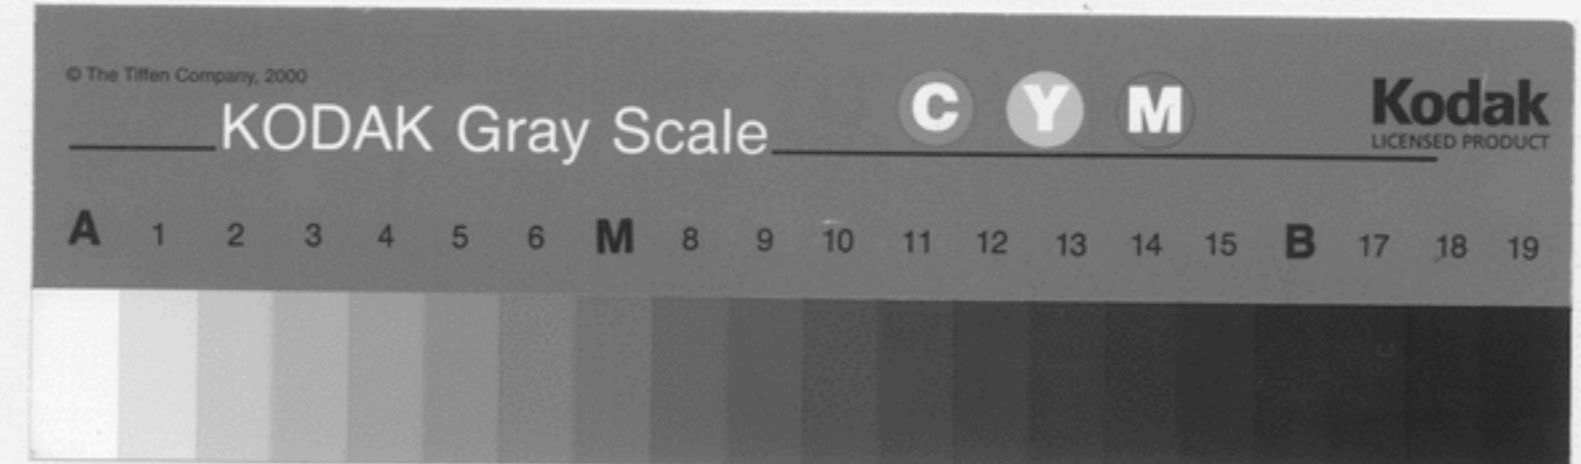 © The Tiffen Company, 2000
KODAK Gray Scale
C Y M
Kodak
LICENSED PRODUCT
A 1 2 3 4 5 6 M 8 9 10 11 12 13 14 15 B 17 18 19